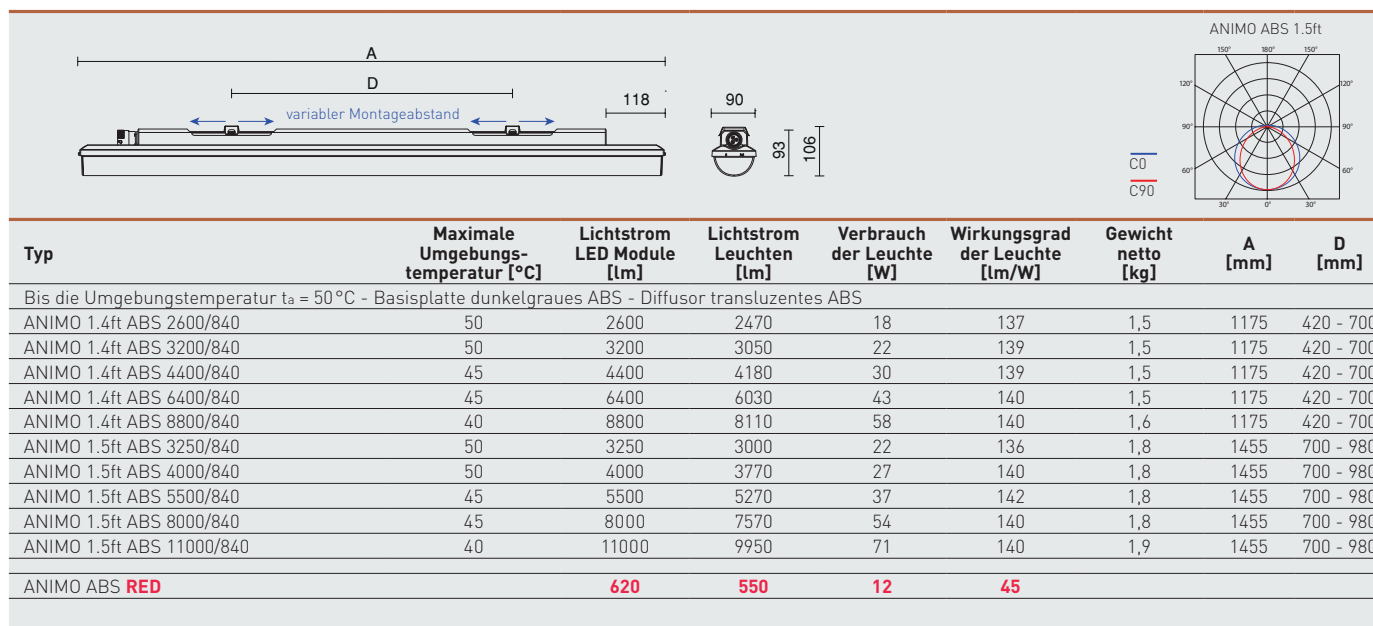 ANIMO ABS 1.5ft
A
D
variabler Montageabstand
118
90
93
106
150° 180° 150°
120° 120°
90° 90°
60° 60°
30° 0° 30°
C0
C90
Typ Maximale Umgebungs-temperatur [°C] Lichtstrom LED Module [lm] Lichtstrom Leuchten [lm] Verbrauch der Leuchte [W] Wirkungsgrad der Leuchte [lm/W] Gewicht netto [kg] A [mm] D [mm]
Bis die Umgebungstemperatur ta = 50°C - Basisplatte dunkelgraues ABS - Diffusor transluzentes ABS
ANIMO 1.4ft ABS 2600/840 50 2600 2470 18 137 1,5 1175 420 - 700
ANIMO 1.4ft ABS 3200/840 50 3200 3050 22 139 1,5 1175 420 - 700
ANIMO 1.4ft ABS 4400/840 45 4400 4180 30 139 1,5 1175 420 - 700
ANIMO 1.4ft ABS 6400/840 45 6400 6030 43 140 1,5 1175 420 - 700
ANIMO 1.4ft ABS 8800/840 40 8800 8110 58 140 1,6 1175 420 - 700
ANIMO 1.5ft ABS 3250/840 50 3250 3000 22 136 1,8 1455 700 - 980
ANIMO 1.5ft ABS 4000/840 50 4000 3770 27 140 1,8 1455 700 - 980
ANIMO 1.5ft ABS 5500/840 45 5500 5270 37 142 1,8 1455 700 - 980
ANIMO 1.5ft ABS 8000/840 45 8000 7570 54 140 1,8 1455 700 - 980
ANIMO 1.5ft ABS 11000/840 40 11000 9950 71 140 1,9 1455 700 - 980
ANIMO ABS RED 620 550 12 45